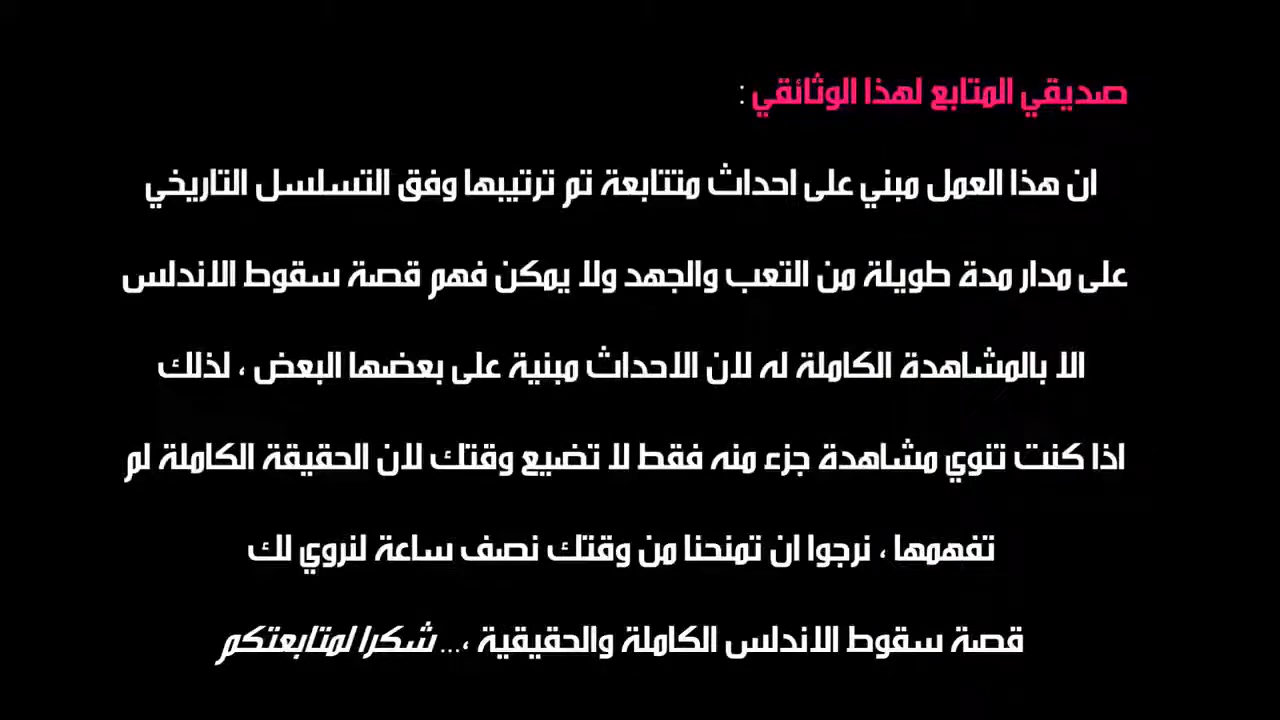 صديقي المتابع لهذا الوثائقي :
ان هذا العمل مبني على احداث متتابعة تم ترتيبها وفق التسلسل التاريخي
على مدار مدة طويلة من التعب والجهد ولا يمكن فهم قصة سقوط الاندلس
الا بالمشاهدة الكاملة له لان الاحداث مبنية على بعضها البعض ، لذلك
اذا كنت تنوي مشاهدة جزء منه فقط لا تضيع وقتك لان الحقيقة الكاملة لم
تفهمها ، نرجوا ان تمنحنا من وقتك نصف ساعة لنروي لك
قصة سقوط الاندلس الكاملة والحقيقية ،... شكرا لمتابعتكم